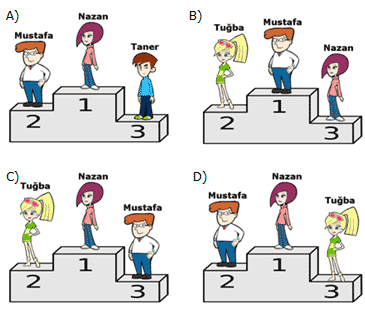 A)
Mustafa
Nazan
Taner
2
1
3
B)
Tuğba
Mustafa
Nazan
2
1
3
C)
Tuğba
Nazan
Mustafa
2
1
3
D)
Mustafa
Nazan
Tuğba
2
1
3